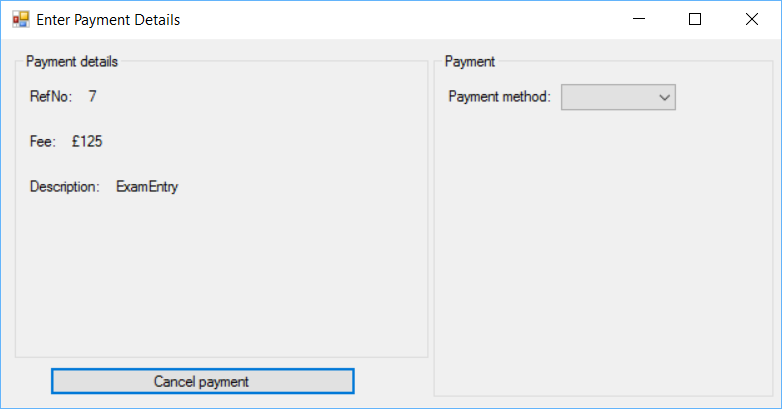 Enter Payment Details
Payment details
RefNo: 7
Fee: £125
Description: ExamEntry
Cancel payment
Payment
Payment method: